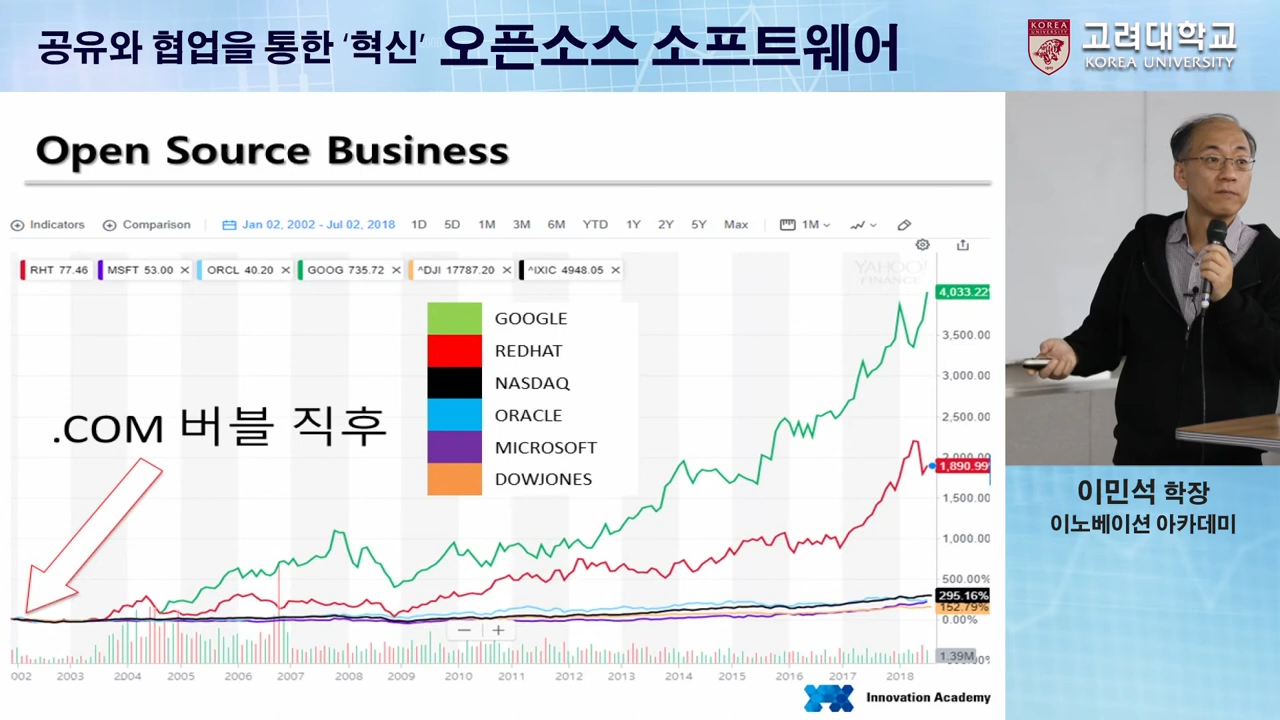 공유와 협업을 통한 ‘혁신’ 오픈소스 소프트웨어
KOREA UNIVERSITY
고려대학교
KOREA UNIVERSITY
Open Source Business
Indicators Comparison Jan 02, 2002 - Jul 02, 2018 1D 5D 1M 3M 6M YTD 1Y 2Y 5Y Max 1M
RHT 77.46 MSFT 53.00 × ORCL 40.20 × GOOG 735.72 × ^DJI 17787.20 × ^IXIC 4948.05 ×
YAHOO!
FINANCE
4,033.22
3,500.00
3,000.00
2,500.00
1,890.99
1,500.00
1,000.00
500.00%
295.16%
152.79%
0.00%
1.39M
GOOGLE
REDHAT
NASDAQ
ORACLE
MICROSOFT
DOWJONES
.COM 버블 직후
− +
002 2003 2004 2005 2006 2007 2008 2009 2010 2011 2012 2013 2014 2015 2016 2017 2018
Innovation Academy
이민석 학장
이노베이션 아카데미